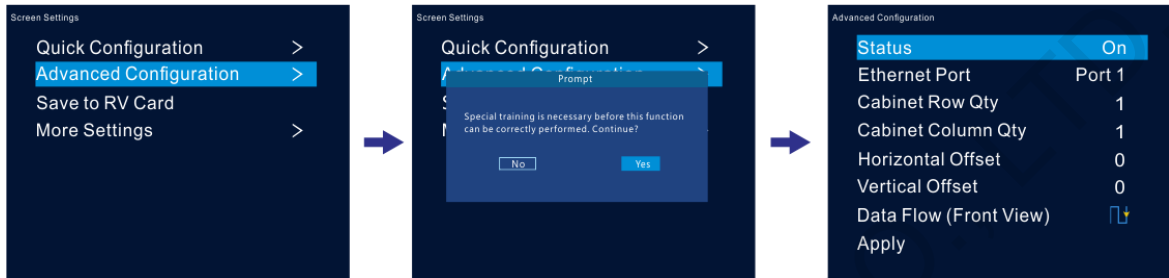 Screen Settings
Quick Configuration >
Advanced Configuration >
Save to RV Card
More Settings >
Screen Settings
Quick Configuration >
Advanced Configuration
Prompt
Special training is necessary before this function
can be correctly performed. Continue?
No Yes
Advanced Configuration
Status On
Ethernet Port Port 1
Cabinet Row Qty 1
Cabinet Column Qty 1
Horizontal Offset 0
Vertical Offset 0
Data Flow (Front View)
Apply